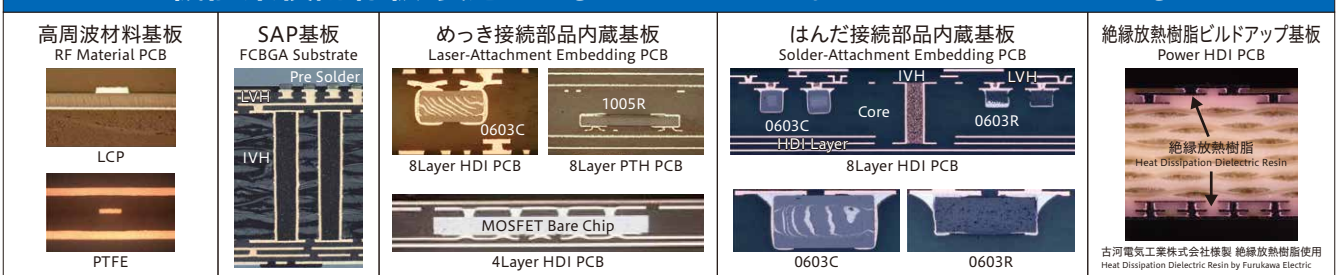 高周波材料基板
RF Material PCB
LCP
PTFE
SAP基板
FCBGA Substrate
Pre Solder
LVH
IVH
めっき接続部品内蔵基板
Laser-Attachment Embedding PCB
0603C
1005R
8Layer HDI PCB
8Layer PTH PCB
MOSFET Bare Chip
4Layer HDI PCB
はんだ接続部品内蔵基板
Solder-Attachment Embedding PCB
IVH
LVH
0603C
Core
0603R
HDI Layer
8Layer HDI PCB
0603C
0603R
絶縁放熱樹脂ビルドアップ基板
Power HDI PCB
絶縁放熱樹脂
Heat Dissipation Dielectric Resin
古河電気工業株式会社様製 絶縁放熱樹脂使用
Heat Dissipation Dielectric Resin by Furukawa Electric